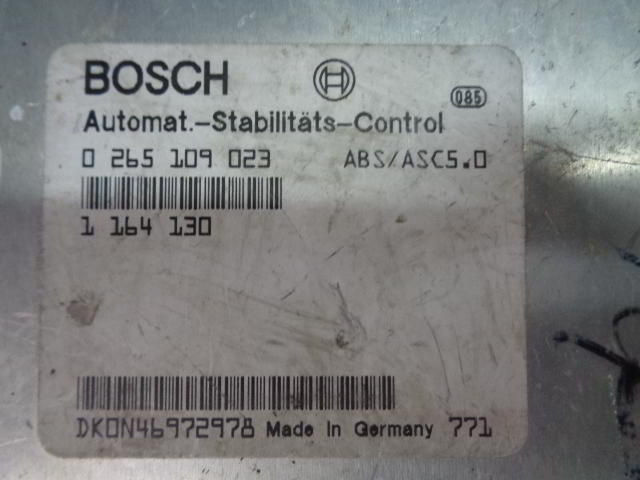 BOSCH
085
Automat.-Stabilitäts-Control
0 265 109 023 ABS/ASC5.0
1 164 130
DK0N46972978 Made in Germany 771